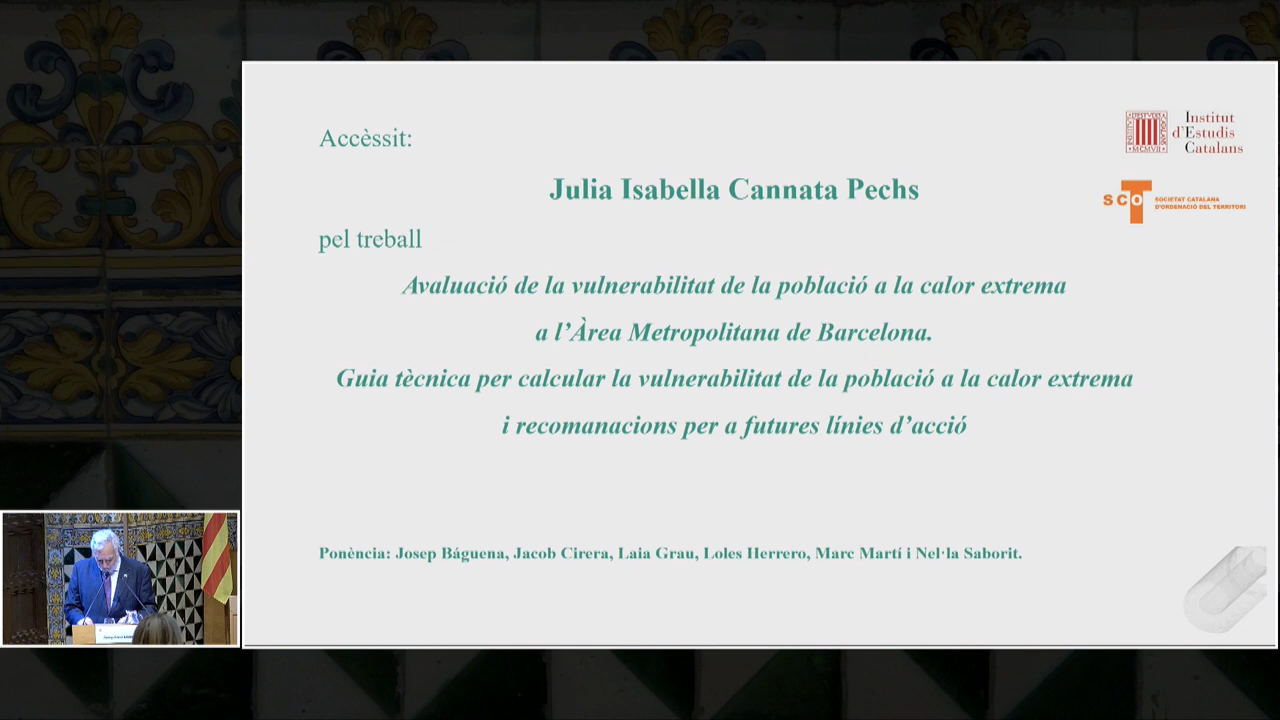 Accèssit:
Julia Isabella Cannata Pechs
pel treball
Avaluació de la vulnerabilitat de la població a la calor extrema
a l’Àrea Metropolitana de Barcelona.
Guia tècnica per calcular la vulnerabilitat de la població a la calor extrema
i recomanacions per a futures línies d’acció
Ponència: Josep Báguena, Jacob Cirera, Laia Grau, Loles Herrero, Marc Martí i Nel·la Saborit.
Institut
d'Estudis
Catalans
SCOT
SOCIETAT CATALANA
D'ORDENACIÓ DEL TERRITORI